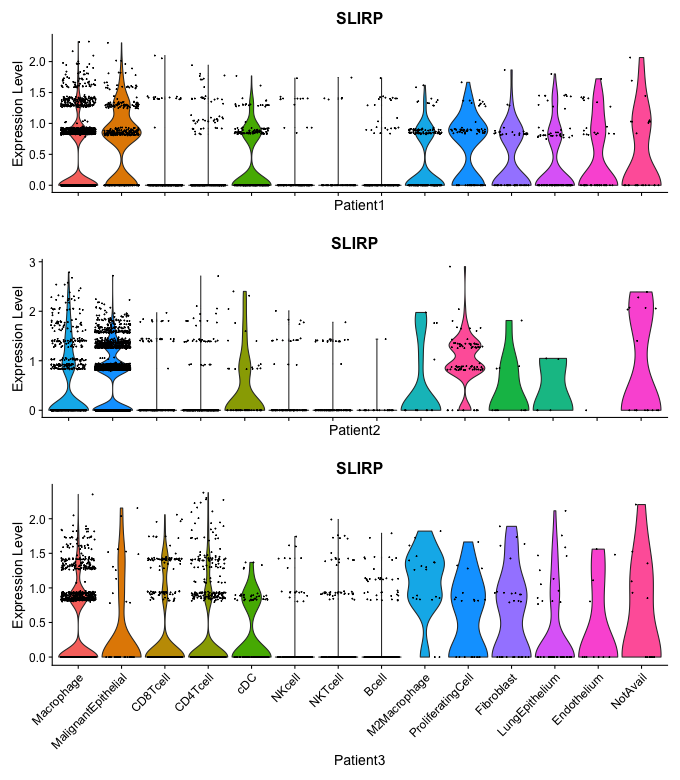 SLIRP
Expression Level
2.0
1.5
1.0
0.5
0.0
Patient1
SLIRP
Expression Level
3
2
1
0
Patient2
SLIRP
Expression Level
2.0
1.5
1.0
0.5
0.0
Macrophage
MalignantEpithelial
CD8Tcell
CD4Tcell
cDC
NKcell
NKTcell
Bcell
M2Macrophage
ProliferatingCell
Fibroblast
LungEpithelium
Endothelium
NotAvail
Patient3